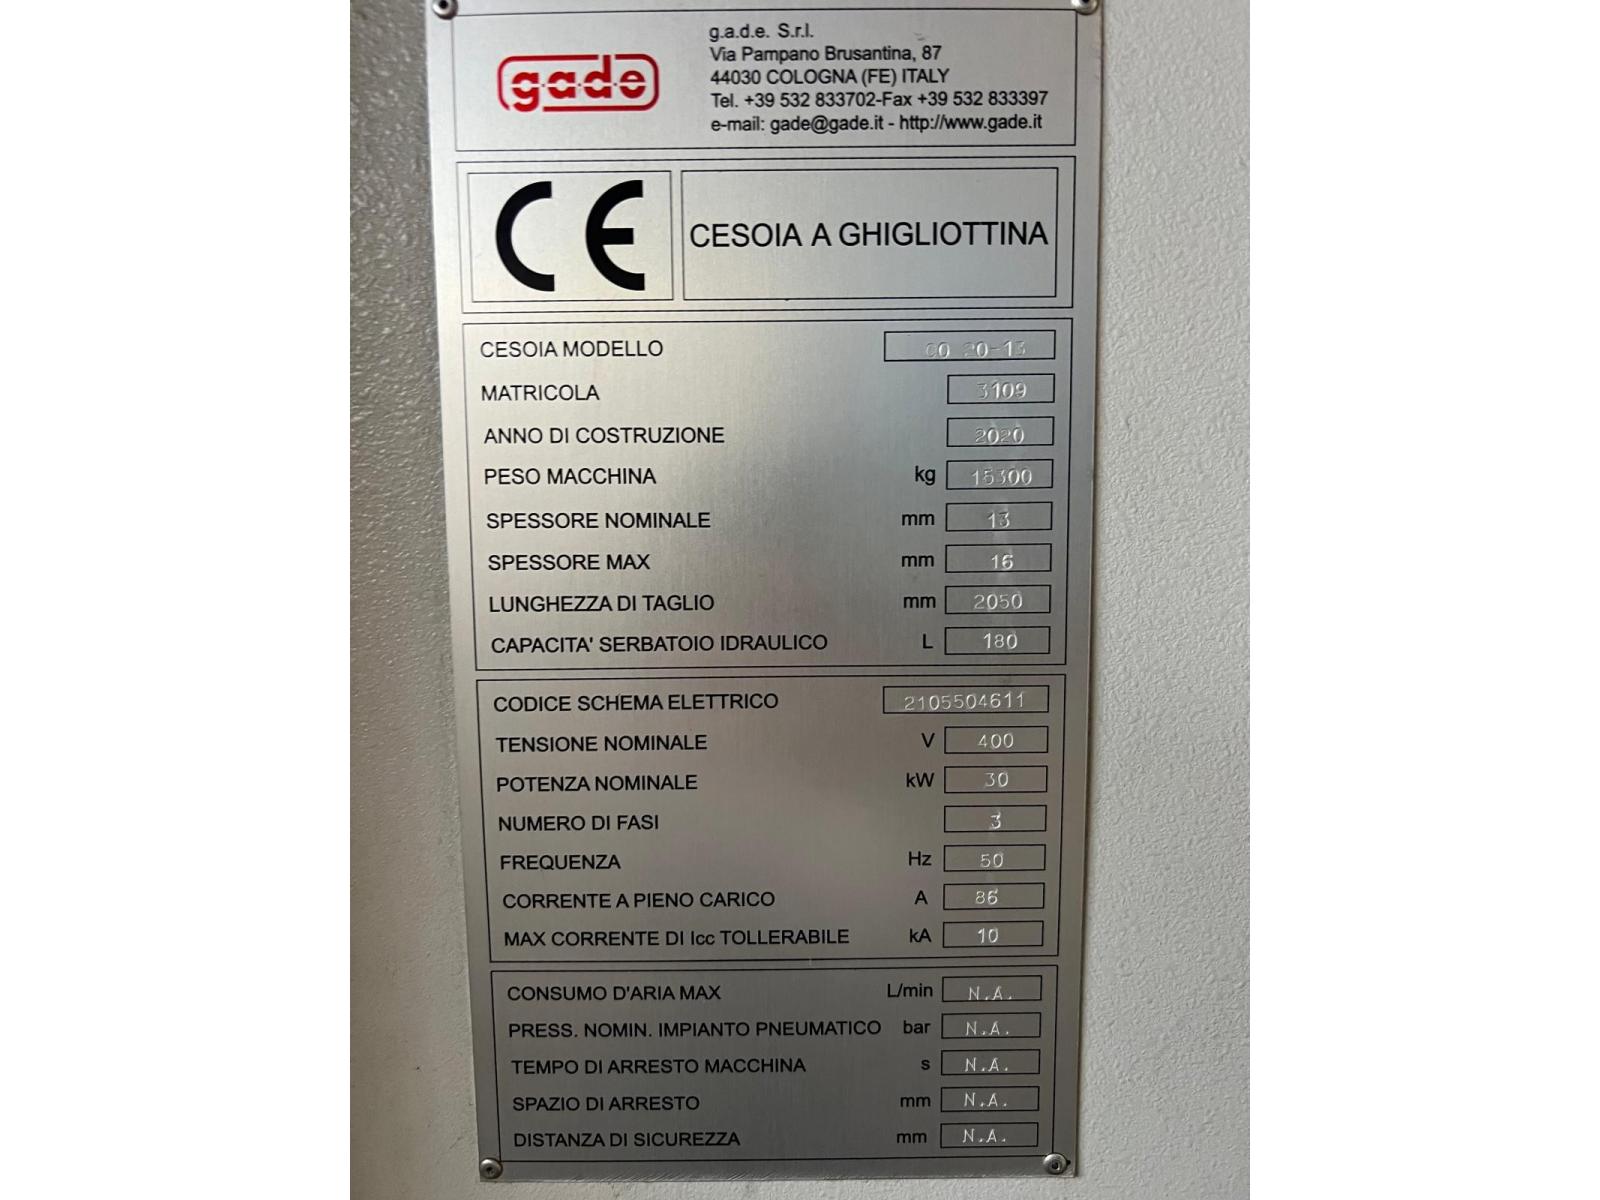 gade
g.a.d.e. S.r.l.
Via Pampano Brusantina, 87
44030 COLOGNA (FE) ITALY
Tel. +39 532 833702-Fax +39 532 833397
e-mail: gade@gade.it - http://www.gade.it
CE CESOIA A GHIGLIOTTINA
CESOIA MODELLO 20-13
MATRICOLA 3109
ANNO DI COSTRUZIONE 2020
PESO MACCHINA kg 15300
SPESSORE NOMINALE mm 13
SPESSORE MAX mm 16
LUNGHEZZA DI TAGLIO mm 2050
CAPACITA' SERBATOIO IDRAULICO L 180
CODICE SCHEMA ELETTRICO 2105504611
TENSIONE NOMINALE V 400
POTENZA NOMINALE kW 30
NUMERO DI FASI 3
FREQUENZA Hz 50
CORRENTE A PIENO CARICO A 86
MAX CORRENTE DI Icc TOLLERABILE kA 10
CONSUMO D'ARIA MAX L/min N.A.
PRESS. NOMIN. IMPIANTO PNEUMATICO bar N.A.
TEMPO DI ARRESTO MACCHINA s N.A.
SPAZIO DI ARRESTO mm N.A.
DISTANZA DI SICUREZZA mm N.A.